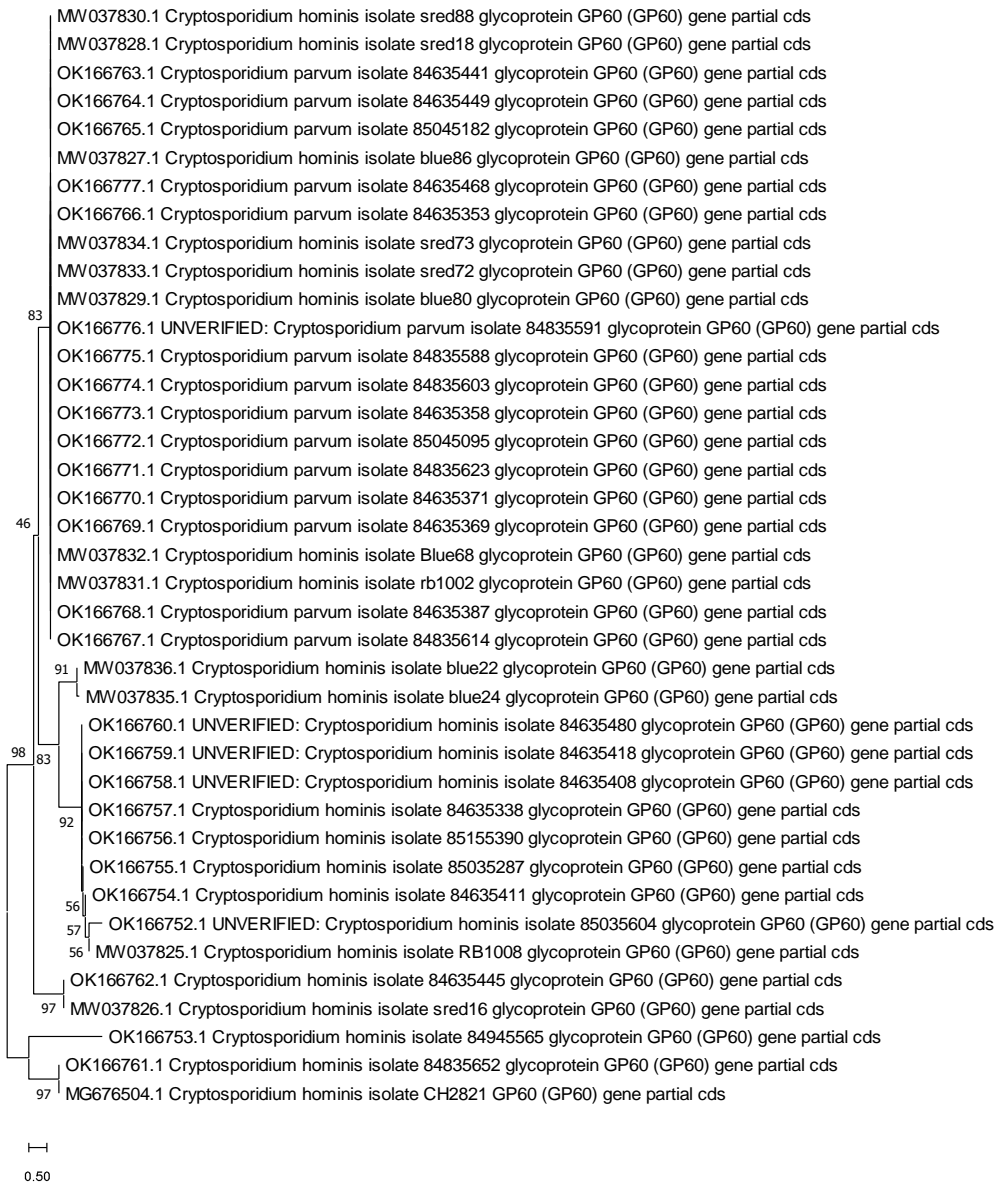 MW037830.1 Cryptosporidium hominis isolate sred88 glycoprotein GP60 (GP60) gene partial cds
MW037828.1 Cryptosporidium hominis isolate sred18 glycoprotein GP60 (GP60) gene partial cds
OK166763.1 Cryptosporidium parvum isolate 84635441 glycoprotein GP60 (GP60) gene partial cds
OK166764.1 Cryptosporidium parvum isolate 84635449 glycoprotein GP60 (GP60) gene partial cds
OK166765.1 Cryptosporidium parvum isolate 85045182 glycoprotein GP60 (GP60) gene partial cds
MW037827.1 Cryptosporidium hominis isolate blue86 glycoprotein GP60 (GP60) gene partial cds
OK166777.1 Cryptosporidium parvum isolate 84635468 glycoprotein GP60 (GP60) gene partial cds
OK166766.1 Cryptosporidium parvum isolate 84635353 glycoprotein GP60 (GP60) gene partial cds
MW037834.1 Cryptosporidium hominis isolate sred73 glycoprotein GP60 (GP60) gene partial cds
MW037833.1 Cryptosporidium hominis isolate sred72 glycoprotein GP60 (GP60) gene partial cds
MW037829.1 Cryptosporidium hominis isolate blue80 glycoprotein GP60 (GP60) gene partial cds
83
OK166776.1 UNVERIFIED: Cryptosporidium parvum isolate 84835591 glycoprotein GP60 (GP60) gene partial cds
OK166775.1 Cryptosporidium parvum isolate 84835588 glycoprotein GP60 (GP60) gene partial cds
OK166774.1 Cryptosporidium parvum isolate 84835603 glycoprotein GP60 (GP60) gene partial cds
OK166773.1 Cryptosporidium parvum isolate 84635358 glycoprotein GP60 (GP60) gene partial cds
OK166772.1 Cryptosporidium parvum isolate 85045095 glycoprotein GP60 (GP60) gene partial cds
OK166771.1 Cryptosporidium parvum isolate 84835623 glycoprotein GP60 (GP60) gene partial cds
OK166770.1 Cryptosporidium parvum isolate 84635371 glycoprotein GP60 (GP60) gene partial cds
46
OK166769.1 Cryptosporidium parvum isolate 84635369 glycoprotein GP60 (GP60) gene partial cds
MW037832.1 Cryptosporidium hominis isolate Blue68 glycoprotein GP60 (GP60) gene partial cds
MW037831.1 Cryptosporidium hominis isolate rb1002 glycoprotein GP60 (GP60) gene partial cds
OK166768.1 Cryptosporidium parvum isolate 84635387 glycoprotein GP60 (GP60) gene partial cds
OK166767.1 Cryptosporidium parvum isolate 84835614 glycoprotein GP60 (GP60) gene partial cds
91
MW037836.1 Cryptosporidium hominis isolate blue22 glycoprotein GP60 (GP60) gene partial cds
MW037835.1 Cryptosporidium hominis isolate blue24 glycoprotein GP60 (GP60) gene partial cds
OK166760.1 UNVERIFIED: Cryptosporidium hominis isolate 84635480 glycoprotein GP60 (GP60) gene partial cds
98
83
OK166759.1 UNVERIFIED: Cryptosporidium hominis isolate 84635418 glycoprotein GP60 (GP60) gene partial cds
OK166758.1 UNVERIFIED: Cryptosporidium hominis isolate 84635408 glycoprotein GP60 (GP60) gene partial cds
OK166757.1 Cryptosporidium hominis isolate 84635338 glycoprotein GP60 (GP60) gene partial cds
92
OK166756.1 Cryptosporidium hominis isolate 85155390 glycoprotein GP60 (GP60) gene partial cds
OK166755.1 Cryptosporidium hominis isolate 85035287 glycoprotein GP60 (GP60) gene partial cds
OK166754.1 Cryptosporidium hominis isolate 84635411 glycoprotein GP60 (GP60) gene partial cds
56
OK166752.1 UNVERIFIED: Cryptosporidium hominis isolate 85035604 glycoprotein GP60 (GP60) gene partial cds
57
56
MW037825.1 Cryptosporidium hominis isolate RB1008 glycoprotein GP60 (GP60) gene partial cds
OK166762.1 Cryptosporidium hominis isolate 84635445 glycoprotein GP60 (GP60) gene partial cds
97
MW037826.1 Cryptosporidium hominis isolate sred16 glycoprotein GP60 (GP60) gene partial cds
OK166753.1 Cryptosporidium hominis isolate 84945565 glycoprotein GP60 (GP60) gene partial cds
OK166761.1 Cryptosporidium hominis isolate 84835652 glycoprotein GP60 (GP60) gene partial cds
97
MG676504.1 Cryptosporidium hominis isolate CH2821 GP60 (GP60) gene partial cds
0.50